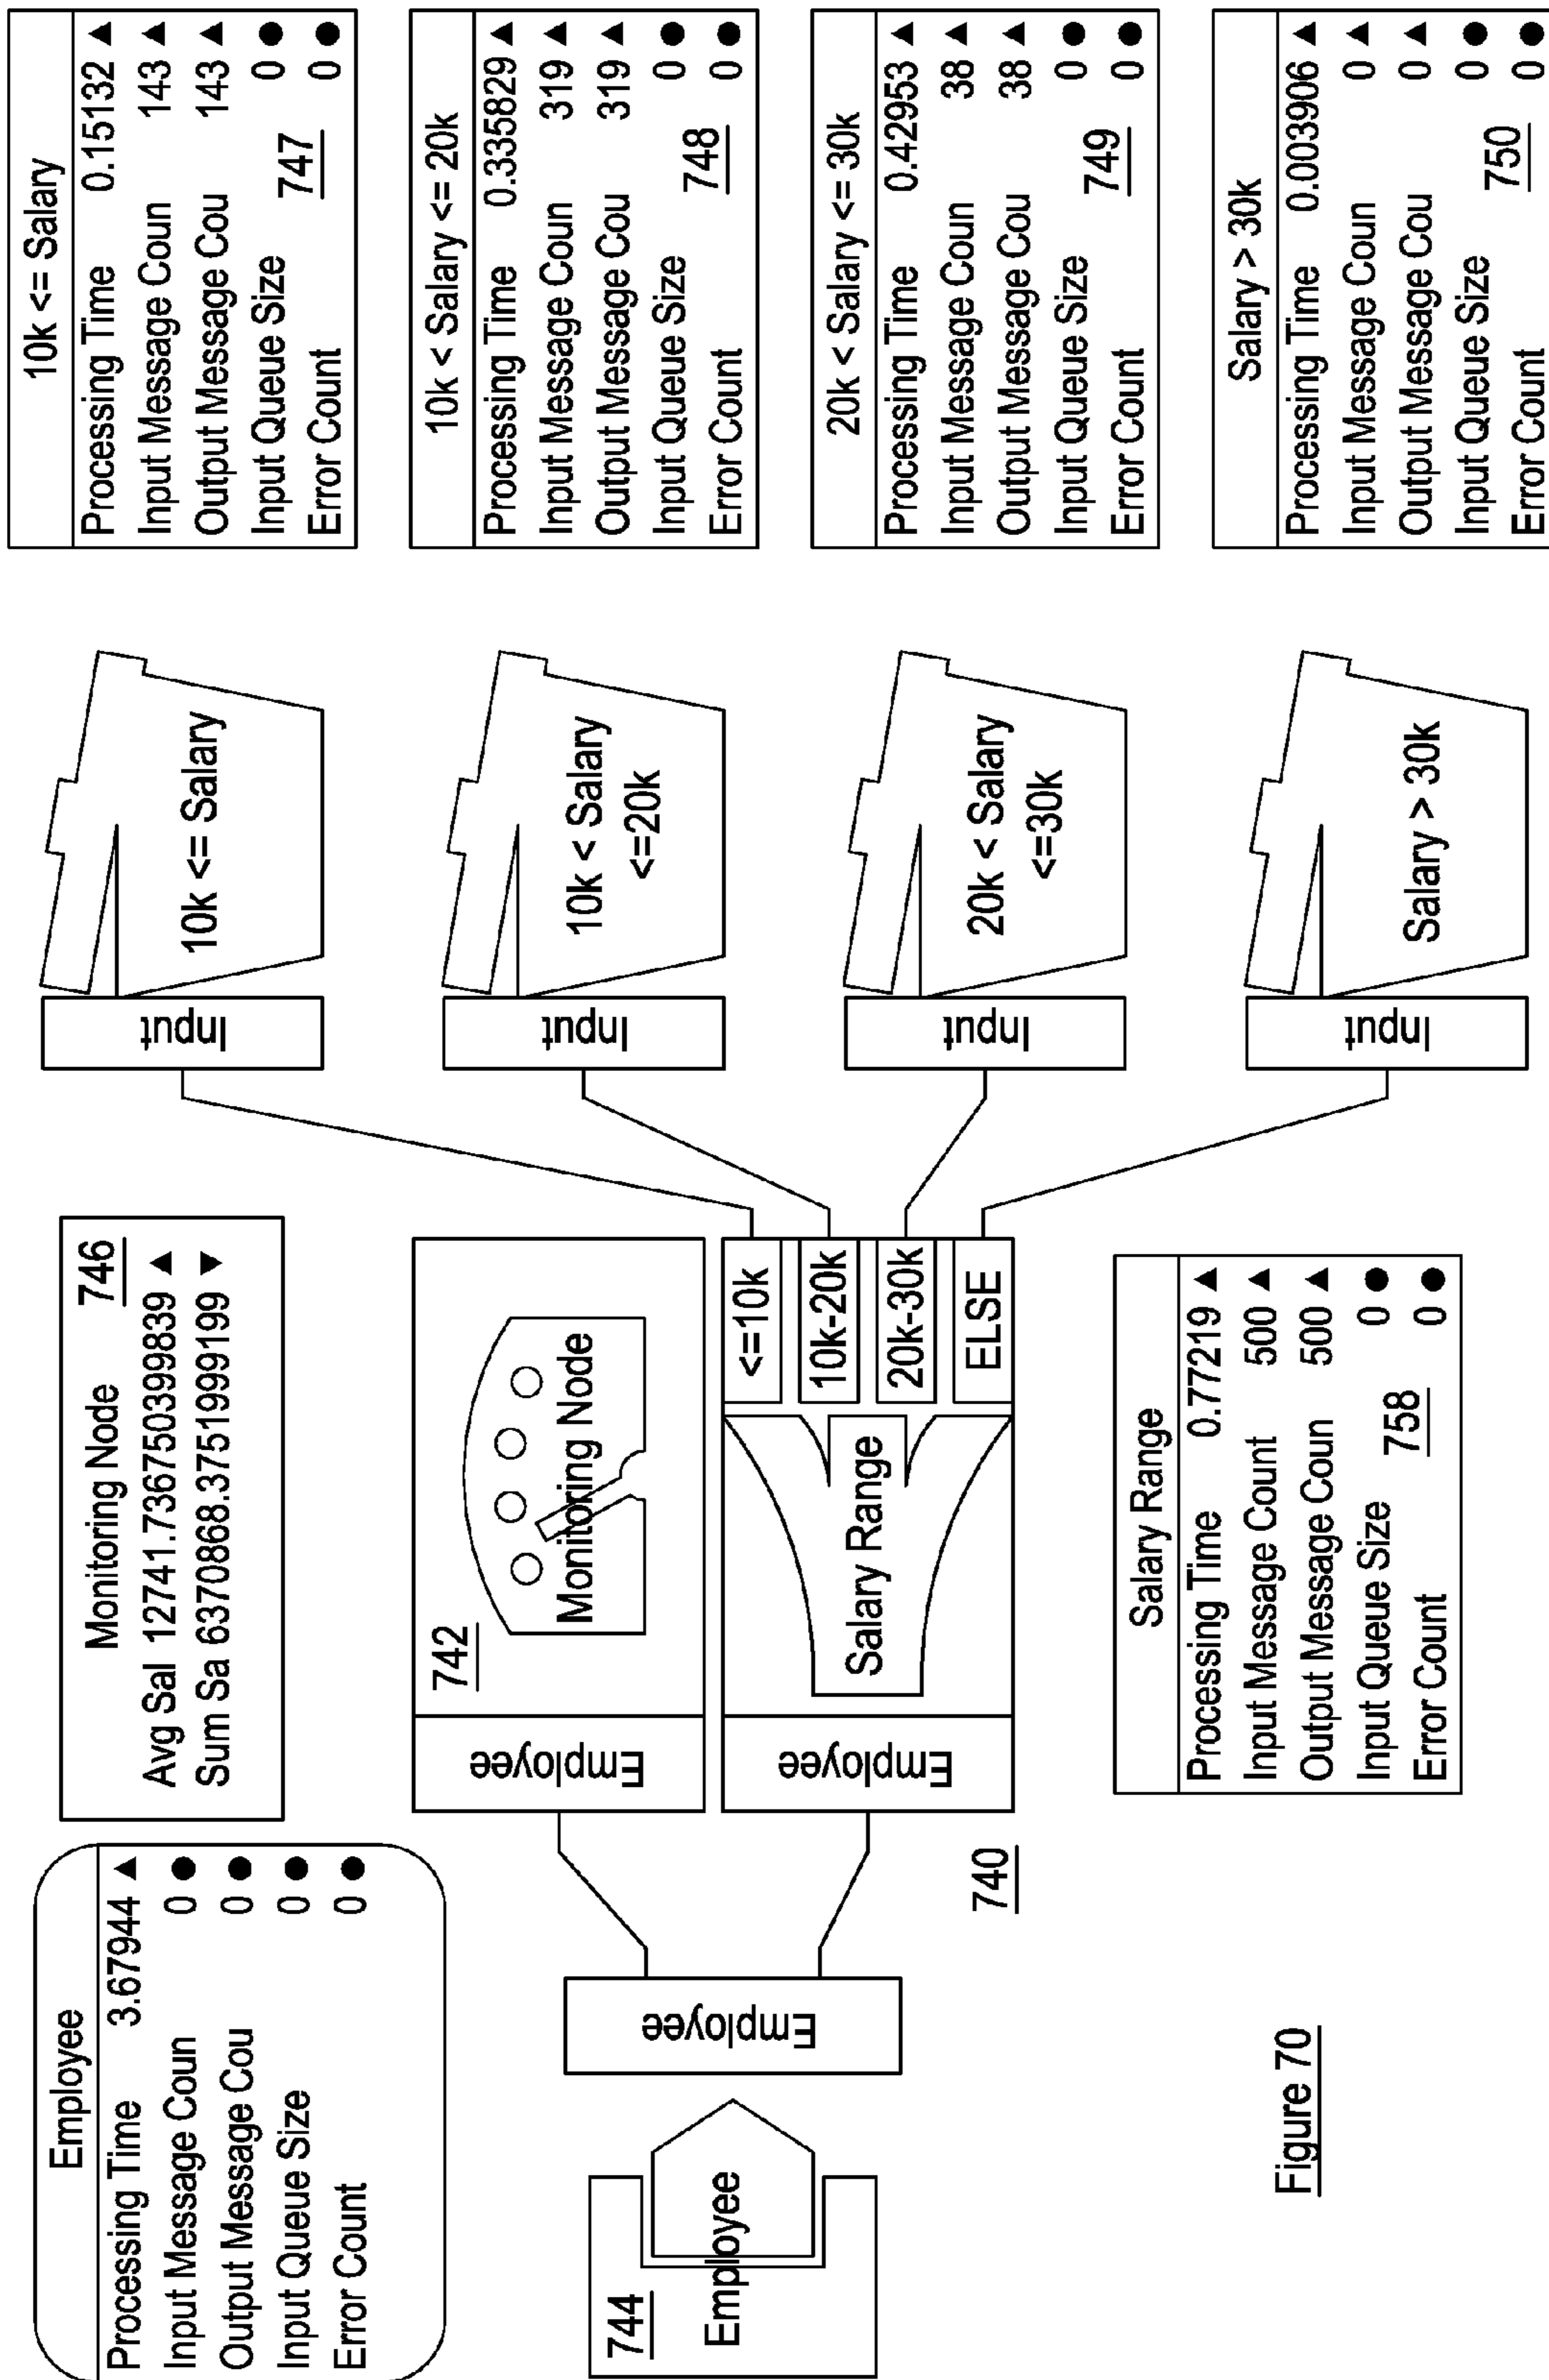 Employee
Processing Time 3.67944 ▲
Input Message Coun 0 ●
Output Message Cou 0 ●
Input Queue Size 0 ●
Error Count 0 ●
Monitoring Node 746
Avg Sal 12741.736750399839 ▲
Sum Sa 6370868.3751999199 ▼
10k <= Salary
Processing Time 0.15132 ▲
Input Message Coun 143 ▲
Output Message Cou 143 ▲
Input Queue Size 0 ●
747
Error Count 0 ●
Input
10k <= Salary
10k < Salary <= 20k
Processing Time 0.335829 ▲
Input Message Coun 319 ▲
Output Message Cou 319 ▲
Input Queue Size 0 ●
748
Error Count 0 ●
Input
10k < Salary
<=20k
20k < Salary <= 30k
Processing Time 0.42953 ▲
Input Message Coun 38 ▲
Output Message Cou 38 ▲
Input Queue Size 0 ●
749
Error Count 0 ●
Input
20k < Salary
<=30k
Salary > 30k
Processing Time 0.003906 ▲
Input Message Coun 0 ▲
Output Message Cou 0 ▲
Input Queue Size 0 ●
750
Error Count 0 ●
Input
Salary > 30k
744
Employee
Employee
Employee
742
Monitoring Node
Employee
Salary Range
<=10k
10k-20k
20k-30k
ELSE
740
Salary Range
Processing Time 0.77219 ▲
Input Message Count 500 ▲
Output Message Coun 500 ▲
Input Queue Size 0 ●
758
Error Count 0 ●
Figure 70